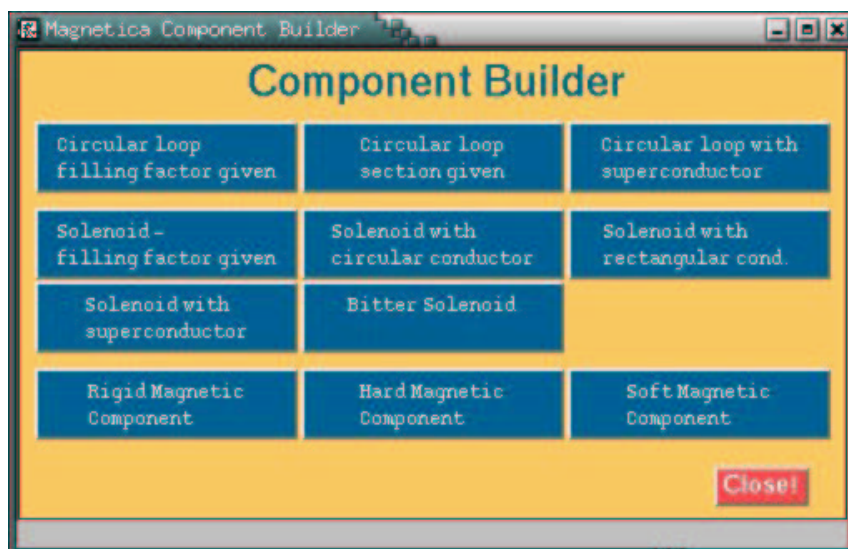 Magnetica Component Builder
Component Builder
Circular loop
filling factor given
Circular loop
section given
Circular loop with
superconductor
Solenoid -
filling factor given
Solenoid with
circular conductor
Solenoid with
rectangular cond.
Solenoid with
superconductor
Bitter Solenoid
Rigid Magnetic
Component
Hard Magnetic
Component
Soft Magnetic
Component
Close!